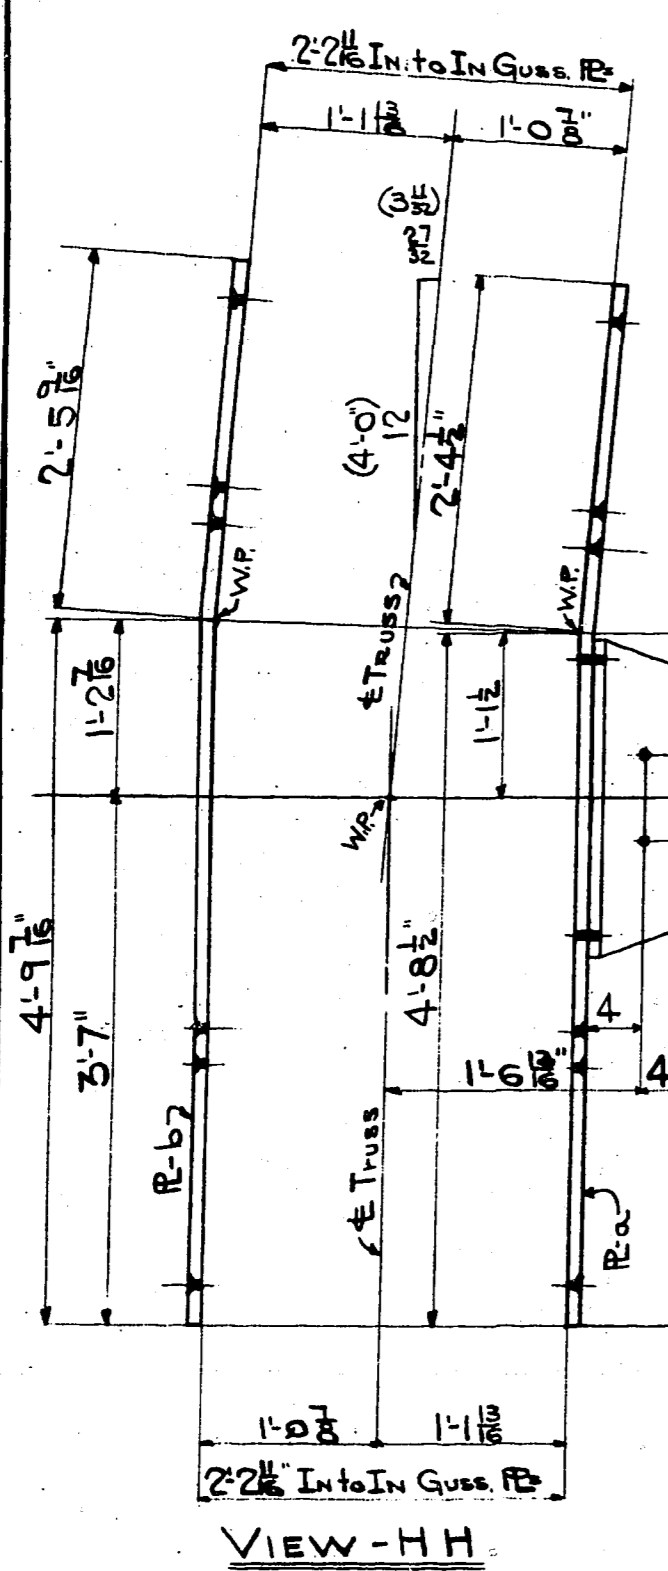 2'-2 11/16 IN. to IN GUSS. PLs
1'-1 13/16
1'-0 7/8"
(3 11/32)
27/32
2'-5 9/16"
(4'-0")
12
2'-4 1/2"
W.P.
W.P.
℄ TRUSS
1'-2 7/16
1'-1 1/2
W.P.
4'-9 7/16"
4'-8 1/2"
3'-7"
4
1'-6 13/16"
4
PL-b
℄ TRUSS
PL-a
1'-0 7/8
1'-1 13/16
2'-2 11/16" IN to IN GUSS. PLs
VIEW - H H